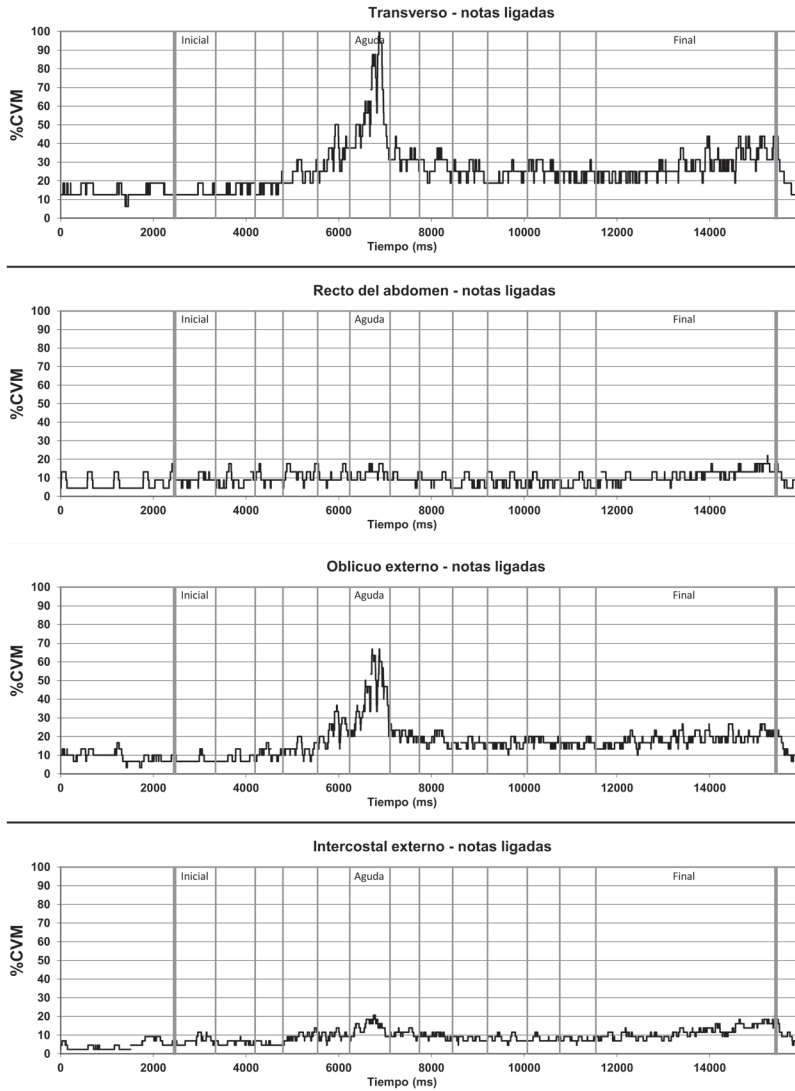 Transverso - notas ligadas
100
90
80
70
60
50
40
30
20
10
0
%CVM
Inicial
Aguda
Final
0 2000 4000 6000 8000 10000 12000 14000
Tiempo (ms)
Recto del abdomen - notas ligadas
100
90
80
70
60
50
40
30
20
10
0
%CVM
Inicial
Aguda
Final
0 2000 4000 6000 8000 10000 12000 14000
Tiempo (ms)
Oblicuo externo - notas ligadas
100
90
80
70
60
50
40
30
20
10
0
%CVM
Inicial
Aguda
Final
0 2000 4000 6000 8000 10000 12000 14000
Tiempo (ms)
Intercostal externo - notas ligadas
100
90
80
70
60
50
40
30
20
10
0
%CVM
Inicial
Aguda
Final
0 2000 4000 6000 8000 10000 12000 14000
Tiempo (ms)